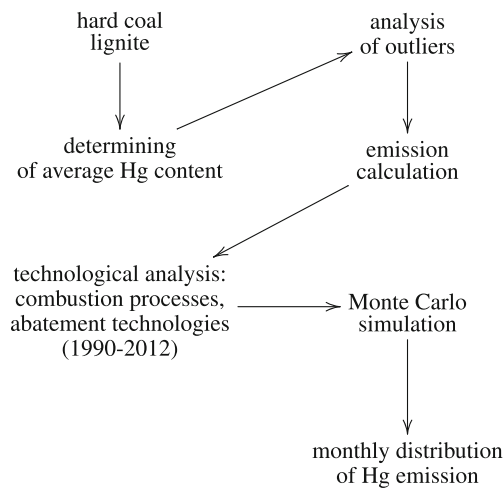 hard coal
lignite
analysis
of outliers
determining
of average Hg content
emission
calculation
technological analysis:
combustion processes,
abatement technologies
(1990-2012)
Monte Carlo
simulation
monthly distribution
of Hg emission